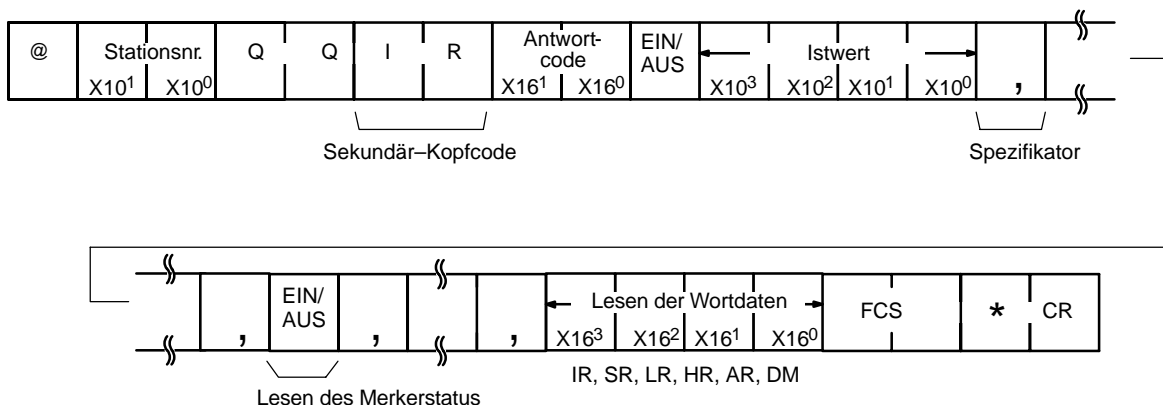 @ Stationsnr. Q Q I R Antwort-code EIN/AUS Istwert
X10¹ X10⁰ X16¹ X16⁰ X10³ X10² X10¹ X10⁰ ,
Sekundär–Kopfcode Spezifikator
, EIN/AUS , , Lesen der Wortdaten FCS * CR
X16³ X16² X16¹ X16⁰
IR, SR, LR, HR, AR, DM
Lesen des Merkerstatus